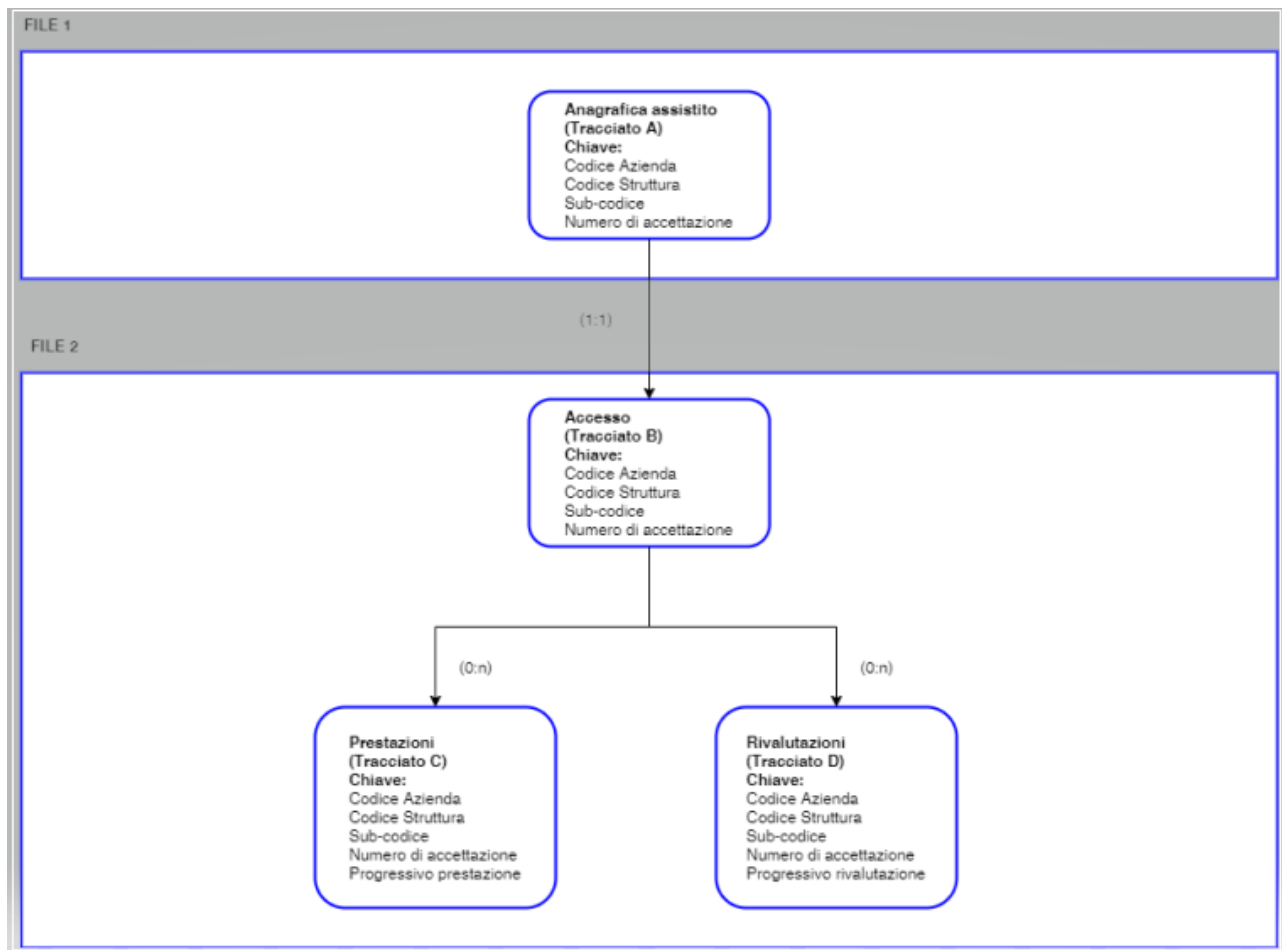 FILE 1
Anagrafica assistito
(Tracciato A)
Chiave:
Codice Azienda
Codice Struttura
Sub-codice
Numero di accettazione
(1:1)
FILE 2
Accesso
(Tracciato B)
Chiave:
Codice Azienda
Codice Struttura
Sub-codice
Numero di accettazione
(0:n)
(0:n)
Prestazioni
(Tracciato C)
Chiave:
Codice Azienda
Codice Struttura
Sub-codice
Numero di accettazione
Progressivo prestazione
Rivalutazioni
(Tracciato D)
Chiave:
Codice Azienda
Codice Struttura
Sub-codice
Numero di accettazione
Progressivo rivalutazione